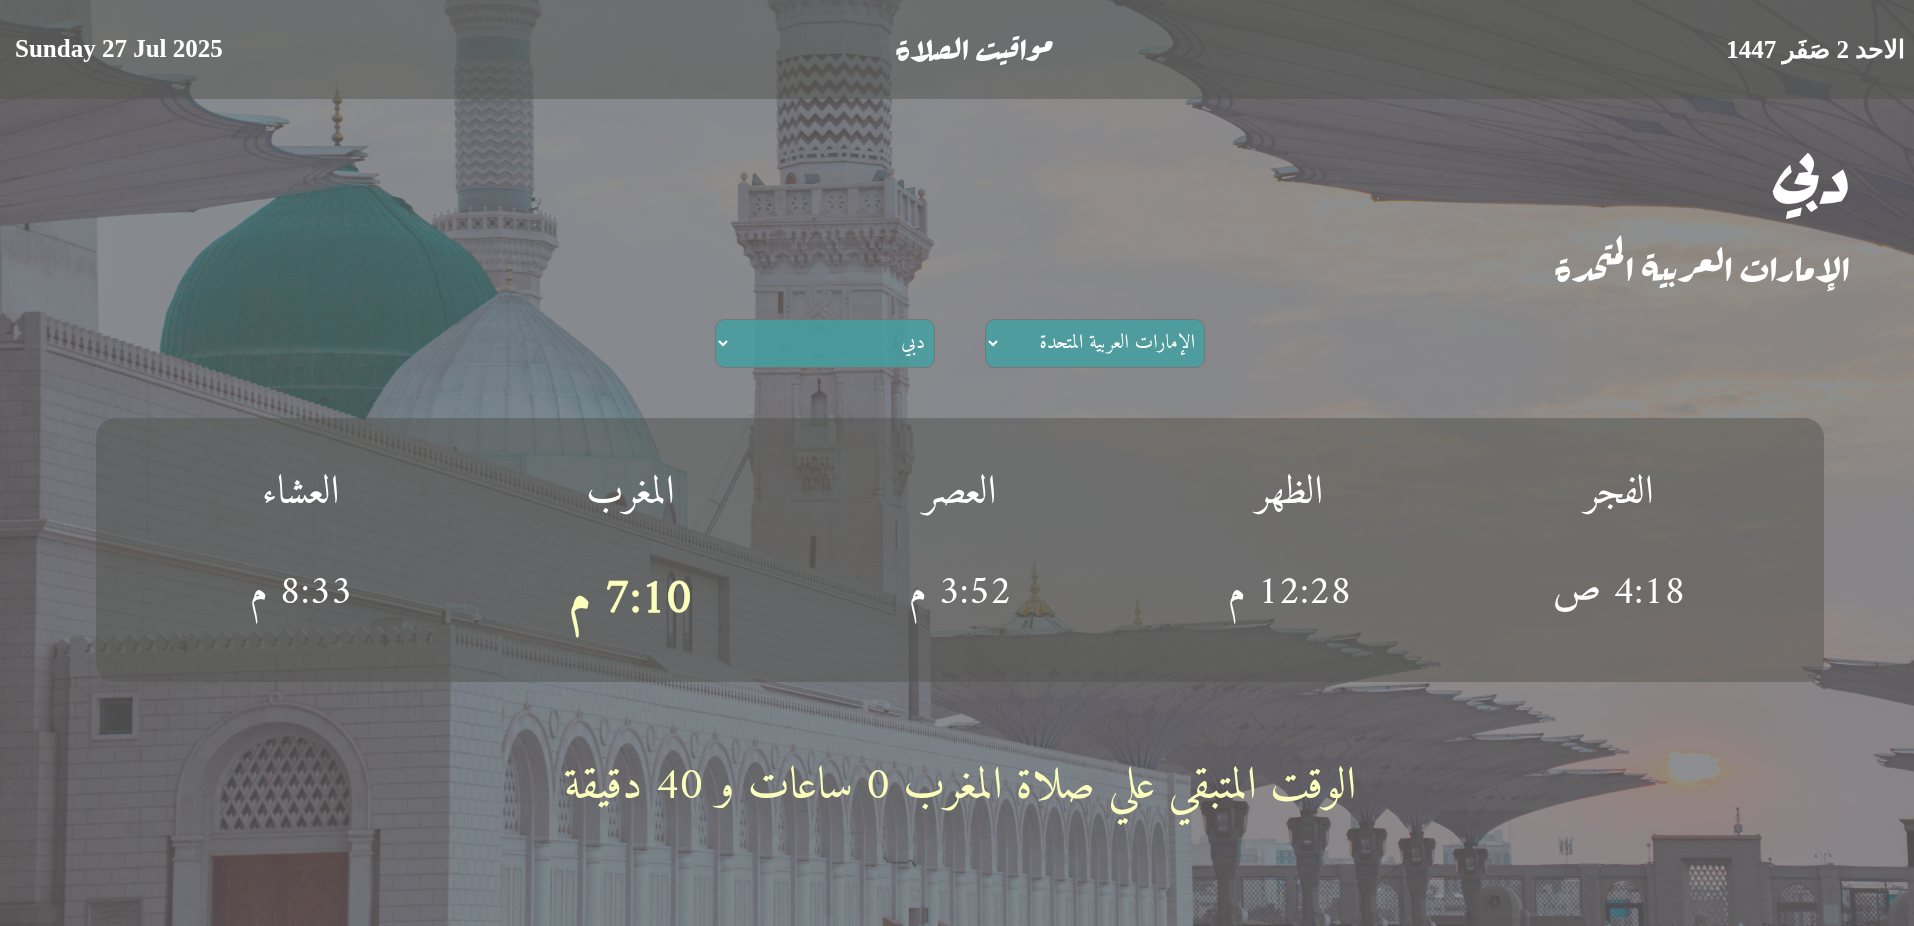 الاحد 2 صَفَر 1447
مواقيت الصلاة
Sunday 27 Jul 2025
دبي
الإمارات العربية المتحدة
الإمارات العربية المتحدة
دبي
الفجر
4:18 ص
الظهر
12:28 م
العصر
3:52 م
المغرب
7:10 م
العشاء
8:33 م
الوقت المتبقي علي صلاة المغرب 0 ساعات و 40 دقيقة